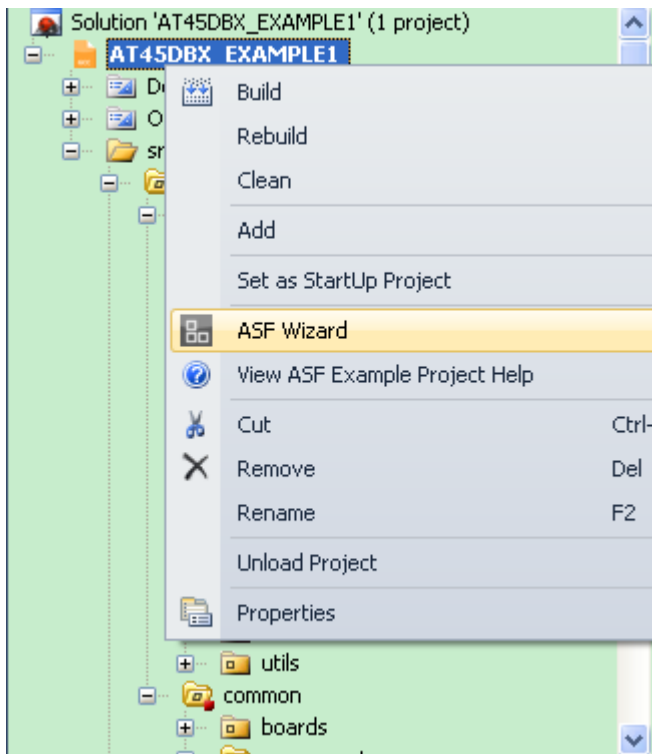 Solution 'AT45DBX_EXAMPLE1' (1 project)
AT45DBX_EXAMPLE1
Build
Rebuild
Clean
Add
Set as StartUp Project
ASF Wizard
View ASF Example Project Help
Cut Ctrl-
Remove Del
Rename F2
Unload Project
Properties
utils
common
boards